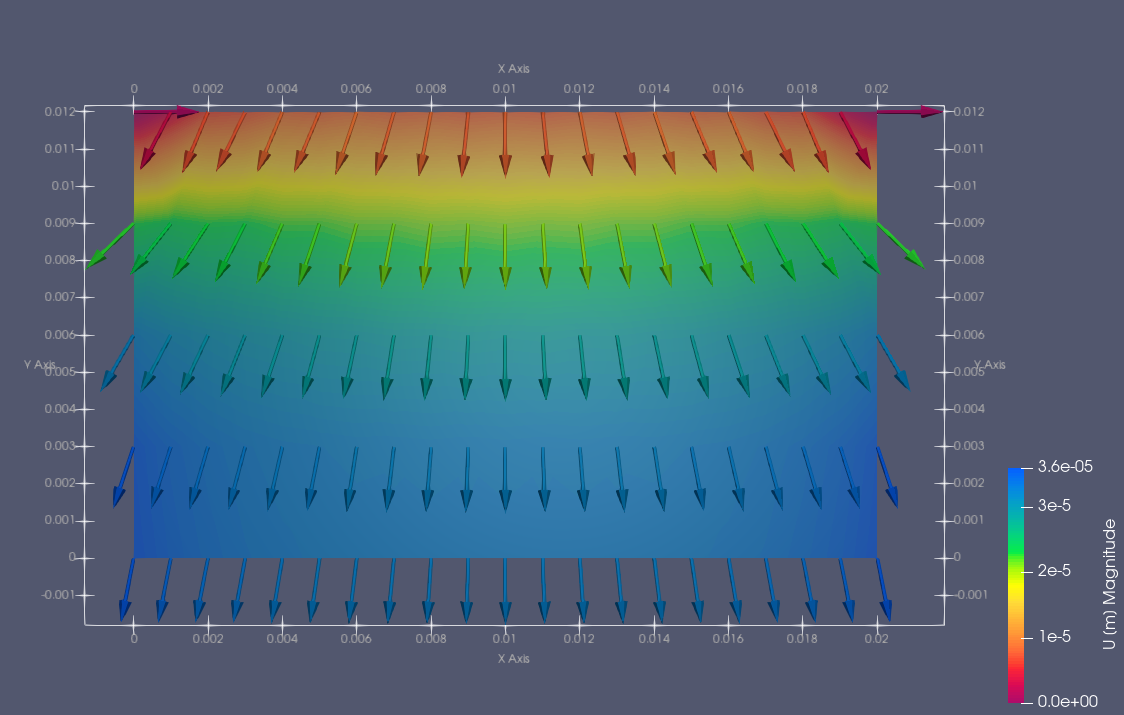 X Axis
0 0.002 0.004 0.006 0.008 0.01 0.012 0.014 0.016 0.018 0.02
0.012 0.012
0.011 0.011
0.01 0.01
0.009 0.009
0.008 0.008
0.007 0.007
0.006 0.006
Y Axis Y Axis
0.005 0.005
0.004 0.004
0.003 0.003
0.002 0.002
0.001 0.001
0 0
-0.001 -0.001
0 0.002 0.004 0.006 0.008 0.01 0.012 0.014 0.016 0.018 0.02
X Axis
3.6e-05
3e-5
2e-5
1e-5
0.0e+00
U (m) Magnitude